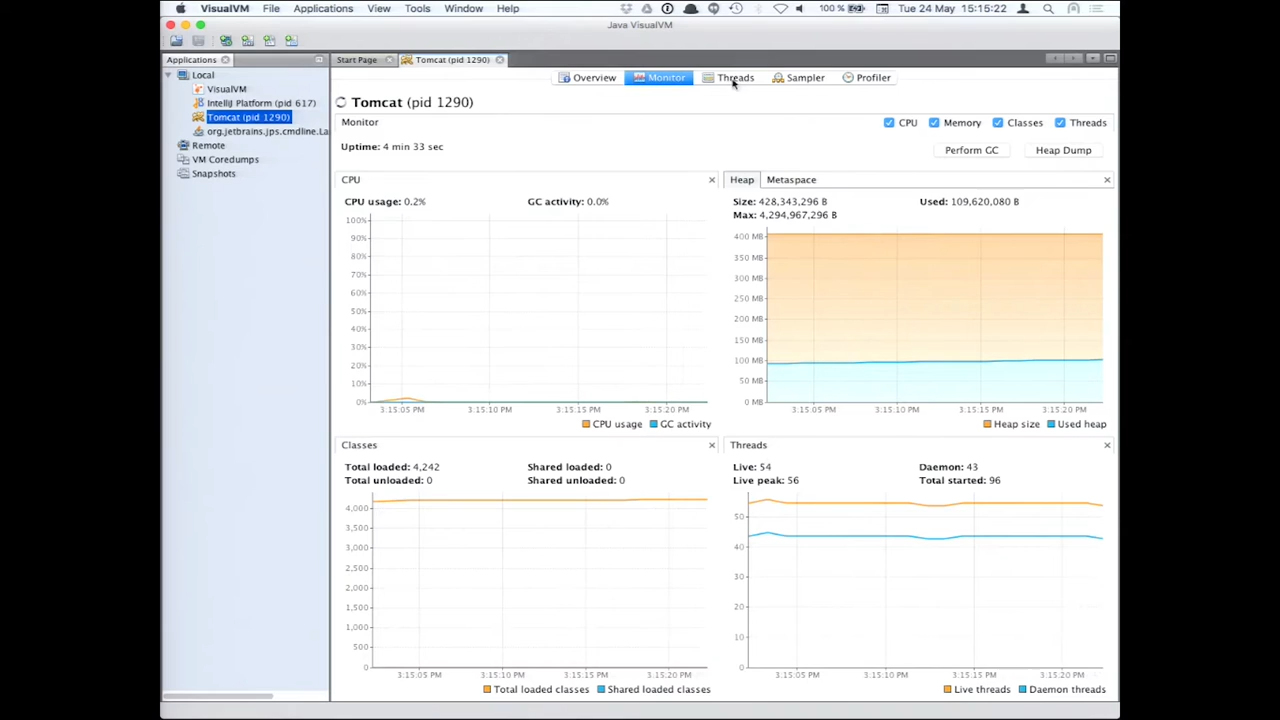 VisualVM File Applications View Tools Window Help 100 % Tue 24 May 15:15:22
Java VisualVM
Applications
Start Page
Tomcat (pid 1290)
Local
VisualVM
IntelliJ Platform (pid 617)
Tomcat (pid 1290)
org.jetbrains.jps.cmdline.La
Remote
VM Coredumps
Snapshots
Overview Monitor Threads Sampler Profiler
Tomcat (pid 1290)
Monitor
CPU Memory Classes Threads
Uptime: 4 min 33 sec
Perform GC Heap Dump
CPU
CPU usage: 0.2% GC activity: 0.0%
100%
90%
80%
70%
60%
50%
40%
30%
20%
10%
0%
3:15:05 PM 3:15:10 PM 3:15:15 PM 3:15:20 PM
CPU usage GC activity
Heap Metaspace
Size: 428,343,296 B Used: 109,620,080 B
Max: 4,294,967,296 B
400 MB
350 MB
300 MB
250 MB
200 MB
150 MB
100 MB
50 MB
0 MB
3:15:05 PM 3:15:10 PM 3:15:15 PM 3:15:20 PM
Heap size Used heap
Classes
Total loaded: 4,242 Shared loaded: 0
Total unloaded: 0 Shared unloaded: 0
4,000
3,500
3,000
2,500
2,000
1,500
1,000
500
0
3:15:05 PM 3:15:10 PM 3:15:15 PM 3:15:20 PM
Total loaded classes Shared loaded classes
Threads
Live: 54 Daemon: 43
Live peak: 56 Total started: 96
50
40
30
20
10
0
3:15:05 PM 3:15:10 PM 3:15:15 PM 3:15:20 PM
Live threads Daemon threads